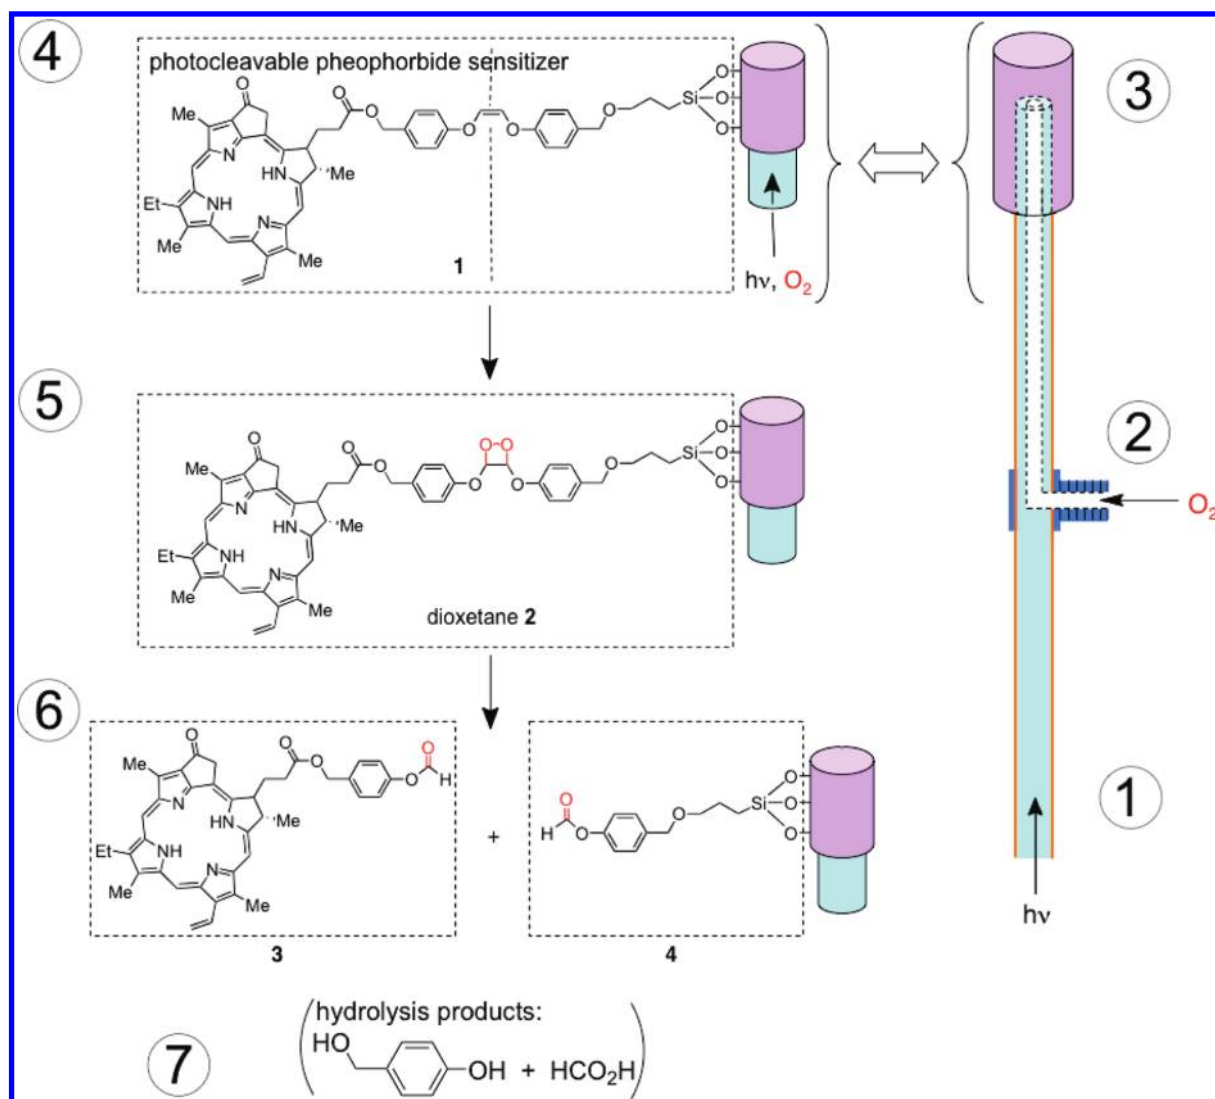 4
photocleavable pheophorbide sensitizer
O
Me
N
HN
Me
Et
NH
N
Me
Me
O
O
O
O
O
Si
O
O
O
1
hν, O2
3
5
O
Me
N
HN
Me
Et
NH
N
Me
Me
O
O
O–O
O
O
O
Si
O
O
O
dioxetane 2
2
O2
6
O
Me
N
HN
Me
Et
NH
N
Me
Me
O
O
O
O
H
3
+
O
H
O
O
Si
O
O
O
4
1
hν
7
hydrolysis products:
HO
OH + HCO2H